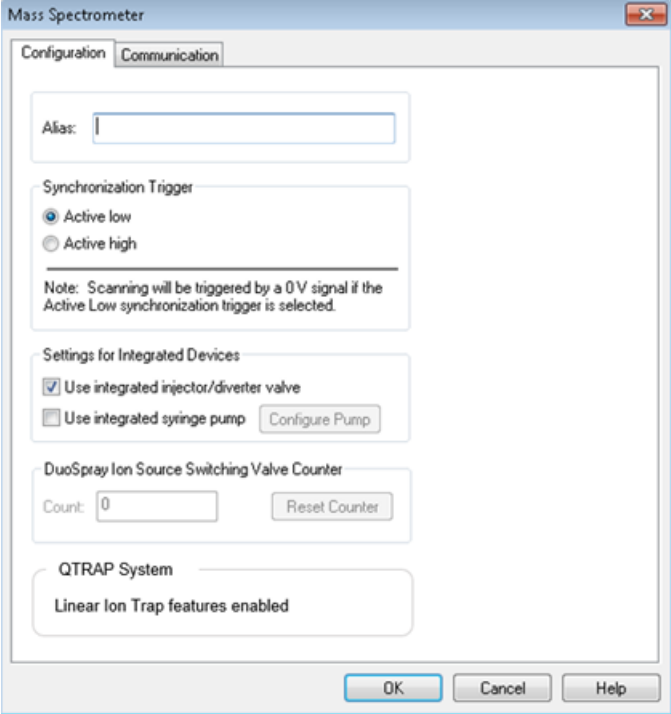 Mass Spectrometer
Configuration
Communication
Alias:
Synchronization Trigger
Active low
Active high
Note: Scanning will be triggered by a 0 V signal if the
Active Low synchronization trigger is selected.
Settings for Integrated Devices
Use integrated injector/diverter valve
Use integrated syringe pump
Configure Pump
DuoSpray Ion Source Switching Valve Counter
Count: 0
Reset Counter
QTRAP System
Linear Ion Trap features enabled
OK
Cancel
Help